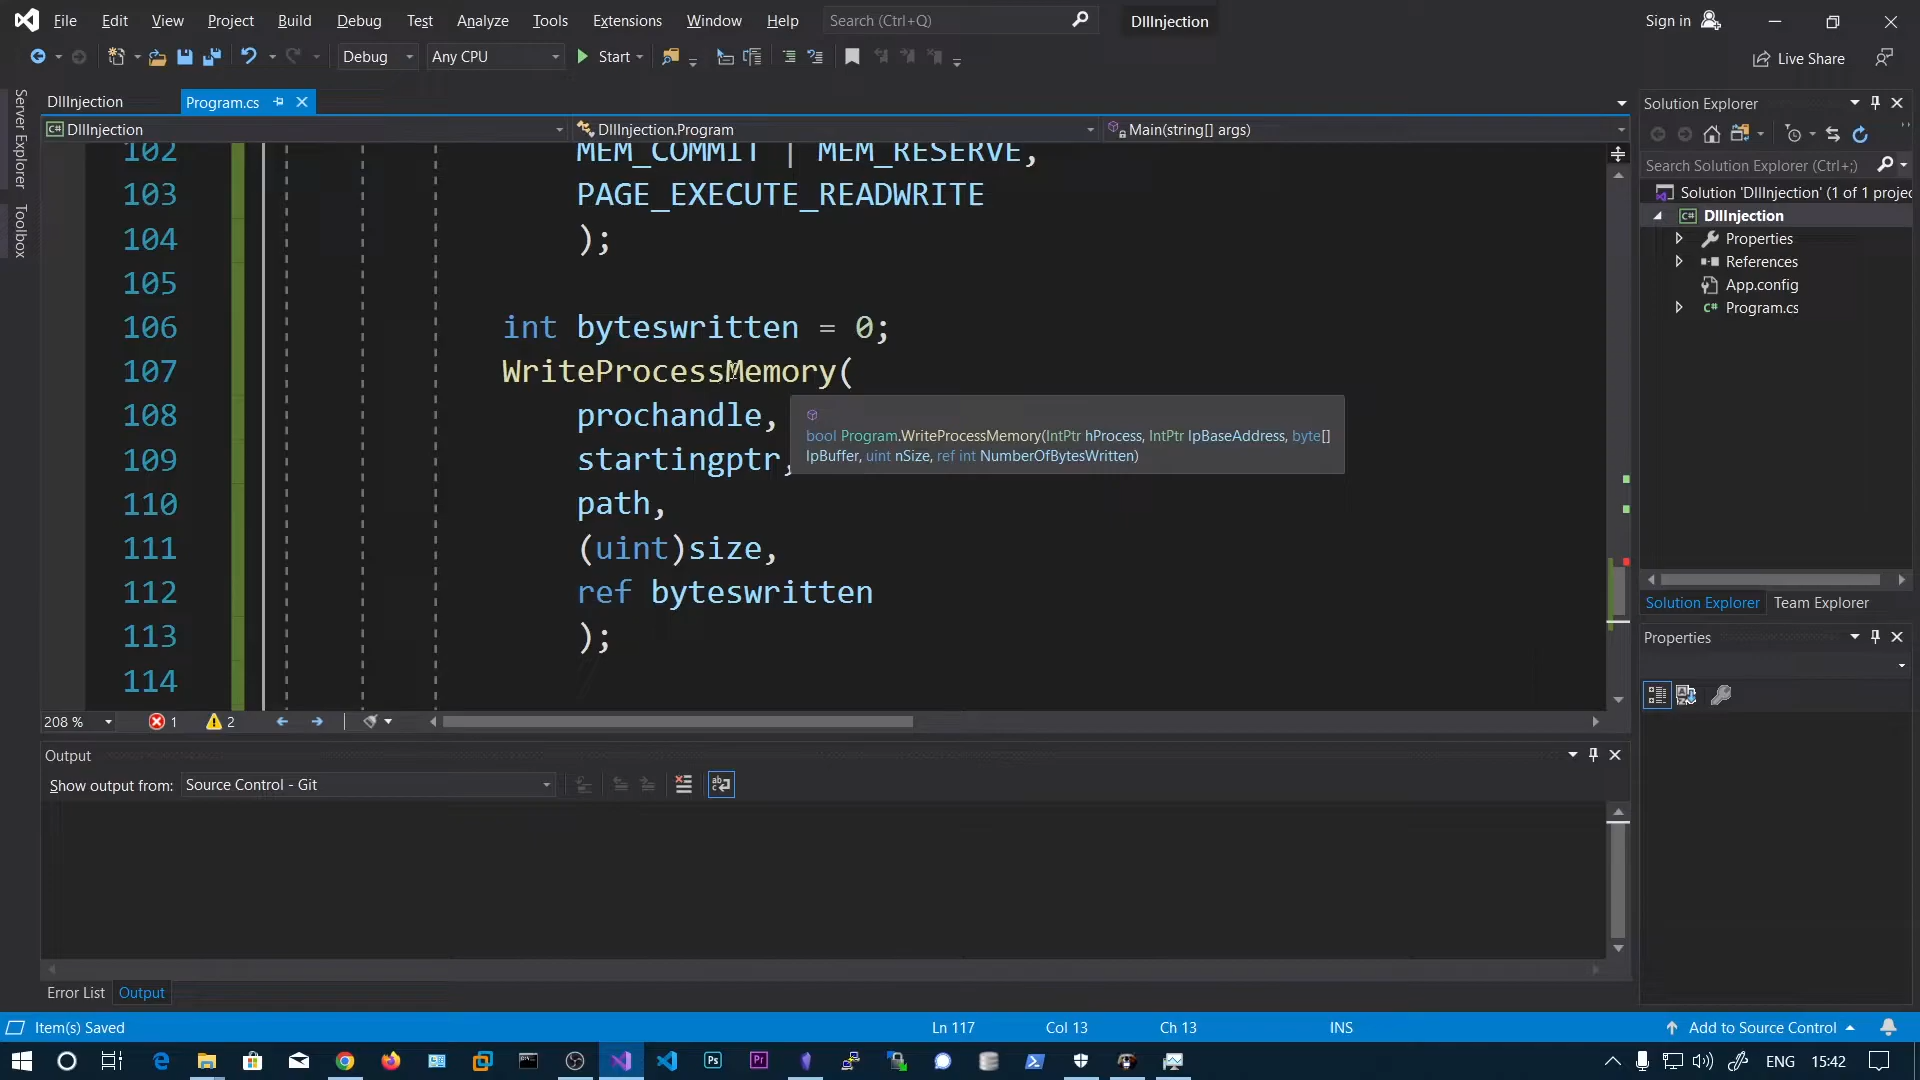 File Edit View Project Build Debug Test Analyze Tools Extensions Window Help Search (Ctrl+Q) DllInjection Sign in
Debug Any CPU Start Live Share
Server Explorer
Toolbox
DllInjection Program.cs
DllInjection DllInjection.Program Main(string[] args)
102 MEM_COMMIT | MEM_RESERVE,
103 PAGE_EXECUTE_READWRITE
104 );
105
106 int byteswritten = 0;
107 WriteProcessMemory(
108 prochandle,
109 startingptr,
110 path,
111 (uint)size,
112 ref byteswritten
113 );
114
bool Program.WriteProcessMemory(IntPtr hProcess, IntPtr lpBaseAddress, byte[]
lpBuffer, uint nSize, ref int NumberOfBytesWritten)
208 % 1 2
Output
Show output from: Source Control - Git
Error List Output
Solution Explorer
Search Solution Explorer (Ctrl+;)
Solution 'DllInjection' (1 of 1 projec
DllInjection
Properties
References
App.config
Program.cs
Solution Explorer Team Explorer
Properties
Item(s) Saved Ln 117 Col 13 Ch 13 INS Add to Source Control
ENG 15:42